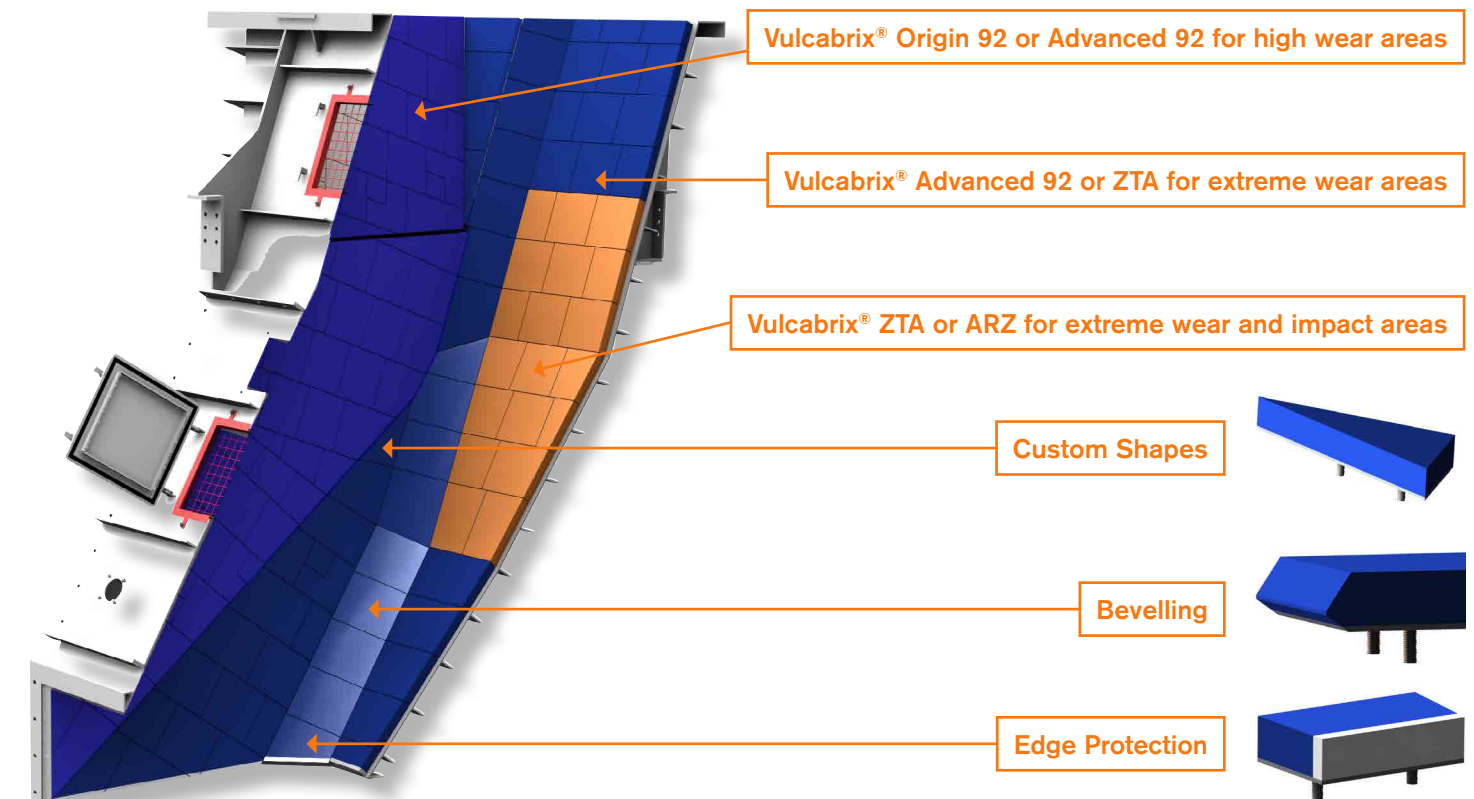 Vulcabrix® Origin 92 or Advanced 92 for high wear areas
Vulcabrix® Advanced 92 or ZTA for extreme wear areas
Vulcabrix® ZTA or ARZ for extreme wear and impact areas
Custom Shapes
Bevelling
Edge Protection